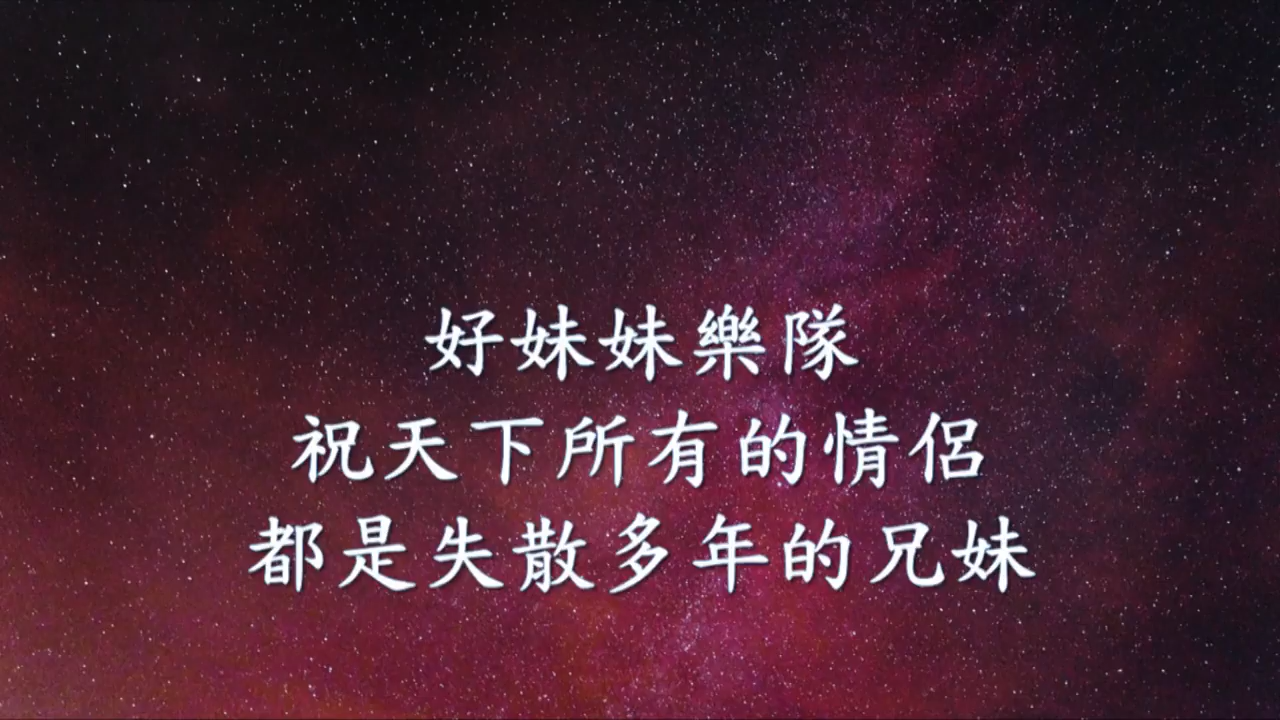 好妹妹樂隊
祝天下所有的情侶
都是失散多年的兄妹